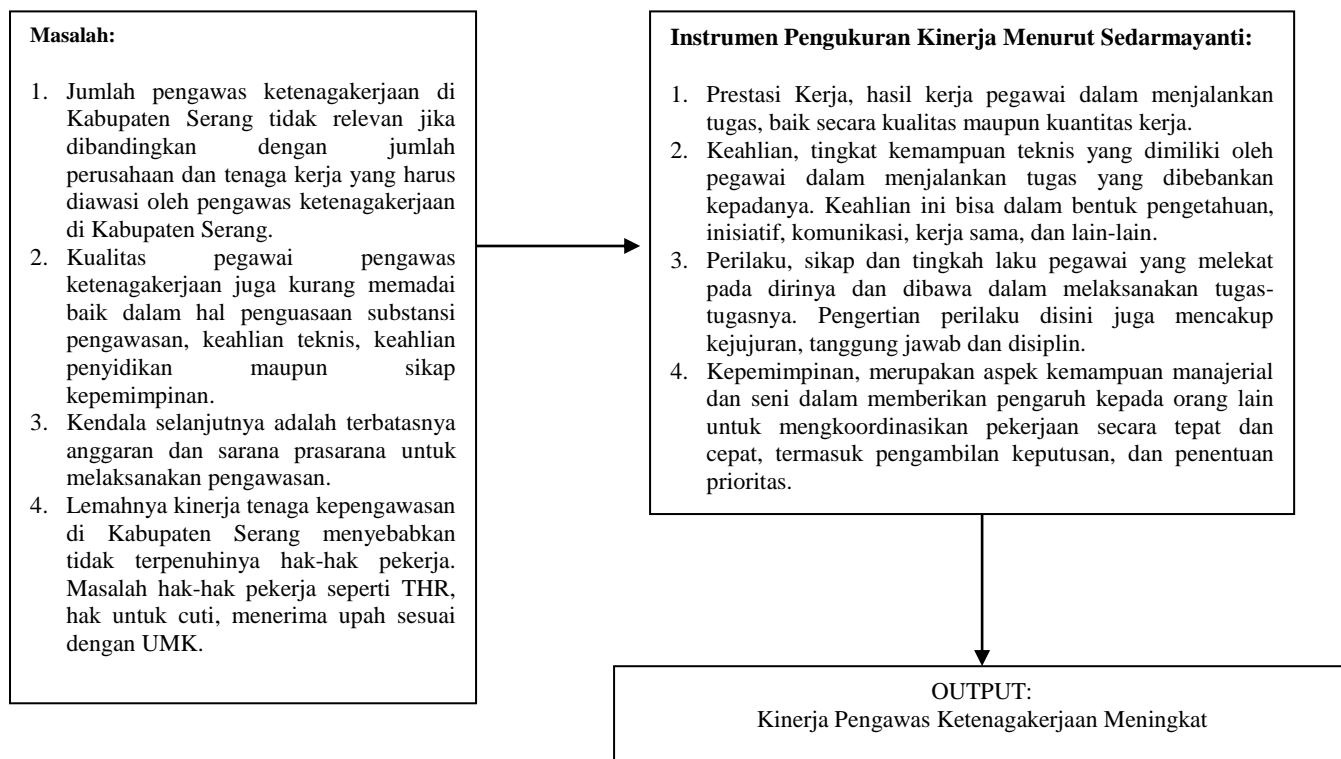 Masalah:
1. Jumlah pengawas ketenagakerjaan di
Kabupaten Serang tidak relevan jika
dibandingkan dengan jumlah
perusahaan dan tenaga kerja yang harus
diawasi oleh pengawas ketenagakerjaan
di Kabupaten Serang.
2. Kualitas pegawai pengawas
ketenagakerjaan juga kurang memadai
baik dalam hal penguasaan substansi
pengawasan, keahlian teknis, keahlian
penyidikan maupun sikap
kepemimpinan.
3. Kendala selanjutnya adalah terbatasnya
anggaran dan sarana prasarana untuk
melaksanakan pengawasan.
4. Lemahnya kinerja tenaga kepengawasan
di Kabupaten Serang menyebabkan
tidak terpenuhinya hak-hak pekerja.
Masalah hak-hak pekerja seperti THR,
hak untuk cuti, menerima upah sesuai
dengan UMK.
Instrumen Pengukuran Kinerja Menurut Sedarmayanti:
1. Prestasi Kerja, hasil kerja pegawai dalam menjalankan
tugas, baik secara kualitas maupun kuantitas kerja.
2. Keahlian, tingkat kemampuan teknis yang dimiliki oleh
pegawai dalam menjalankan tugas yang dibebankan
kepadanya. Keahlian ini bisa dalam bentuk pengetahuan,
inisiatif, komunikasi, kerja sama, dan lain-lain.
3. Perilaku, sikap dan tingkah laku pegawai yang melekat
pada dirinya dan dibawa dalam melaksanakan tugas-
tugasnya. Pengertian perilaku disini juga mencakup
kejujuran, tanggung jawab dan disiplin.
4. Kepemimpinan, merupakan aspek kemampuan manajerial
dan seni dalam memberikan pengaruh kepada orang lain
untuk mengkoordinasikan pekerjaan secara tepat dan
cepat, termasuk pengambilan keputusan, dan penentuan
prioritas.
OUTPUT:
Kinerja Pengawas Ketenagakerjaan Meningkat